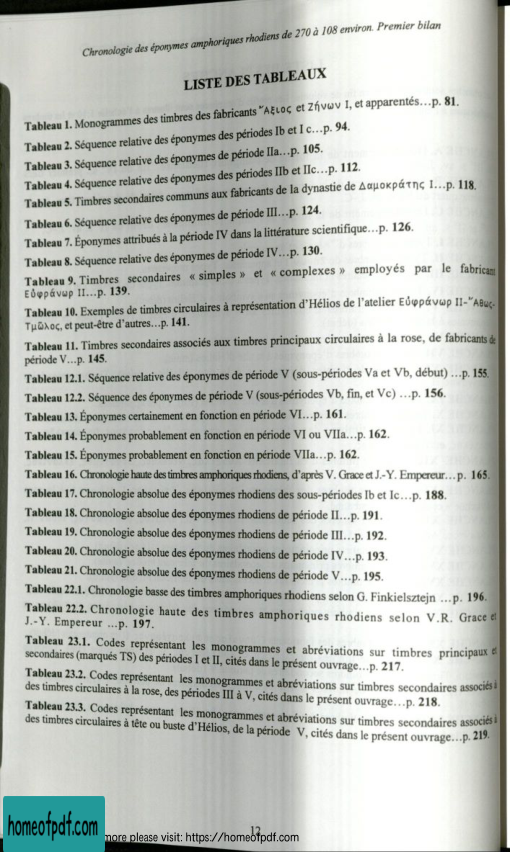 Chronologie des éponymes amphoriques rhodiens de 270 à 108 environ. Premier bilan
LISTE DES TABLEAUX
Tableau 1. Monogrammes des timbres des fabricants Ἄξιος et Ζήνων I, et apparentés...p. 81.
Tableau 2. Séquence relative des éponymes des périodes Ib et I c...p. 94.
Tableau 3. Séquence relative des éponymes de période IIa...p. 105.
Tableau 4. Séquence relative des éponymes des périodes IIb et IIc...p. 112.
Tableau 5. Timbres secondaires communs aux fabricants de la dynastie de Δαμοκράτης I...p. 118.
Tableau 6. Séquence relative des éponymes de période III...p. 124.
Tableau 7. Éponymes attribués à la période IV dans la littérature scientifique...p. 126.
Tableau 8. Séquence relative des éponymes de période IV...p. 130.
Tableau 9. Timbres secondaires « simples » et « complexes » employés par le fabricant
Εὐφράνωρ II...p. 139.
Tableau 10. Exemples de timbres circulaires à représentation d'Hélios de l'atelier Εὐφράνωρ II-Ἄθως-
Τμῶλος, et peut-être d'autres...p. 141.
Tableau 11. Timbres secondaires associés aux timbres principaux circulaires à la rose, de fabricants de
période V...p. 145.
Tableau 12.1. Séquence relative des éponymes de période V (sous-périodes Va et Vb, début) ...p. 155.
Tableau 12.2. Séquence des éponymes de période V (sous-périodes Vb, fin, et Vc) ...p. 156.
Tableau 13. Éponymes certainement en fonction en période VI...p. 161.
Tableau 14. Éponymes probablement en fonction en période VI ou VIIa...p. 162.
Tableau 15. Éponymes probablement en fonction en période VIIa...p. 162.
Tableau 16. Chronologie haute des timbres amphoriques rhodiens, d'après V. Grace et J.-Y. Empereur...p. 165.
Tableau 17. Chronologie absolue des éponymes rhodiens des sous-périodes Ib et Ic...p. 188.
Tableau 18. Chronologie absolue des éponymes rhodiens de période II...p. 191.
Tableau 19. Chronologie absolue des éponymes rhodiens de période III...p. 192.
Tableau 20. Chronologie absolue des éponymes rhodiens de période IV...p. 193.
Tableau 21. Chronologie absolue des éponymes rhodiens de période V...p. 195.
Tableau 22.1. Chronologie basse des timbres amphoriques rhodiens selon G. Finkielsztejn ...p. 196.
Tableau 22.2. Chronologie haute des timbres amphoriques rhodiens selon V.R. Grace et
J.-Y. Empereur ...p. 197.
Tableau 23.1. Codes représentant les monogrammes et abréviations sur timbres principaux et
secondaires (marqués TS) des périodes I et II, cités dans le présent ouvrage...p. 217.
Tableau 23.2. Codes représentant les monogrammes et abréviations sur timbres secondaires associés à
des timbres circulaires à la rose, des périodes III à V, cités dans le présent ouvrage...p. 218.
Tableau 23.3. Codes représentant les monogrammes et abréviations sur timbres secondaires associés à
des timbres circulaires à tête ou buste d'Hélios, de la période V, cités dans le présent ouvrage...p. 219.
12
homeofpdf.com
more please visit: https://homeofpdf.com